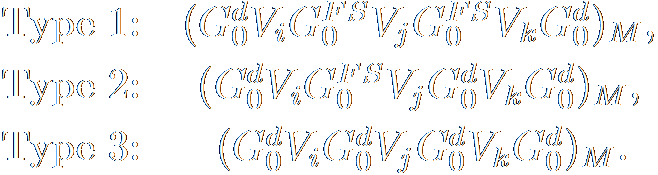 Type 1: (G_0^d V_i G_0^{FS} V_j G_0^{FS} V_k G_0^d)_M,
Type 2: (G_0^d V_i G_0^{FS} V_j G_0^d V_k G_0^d)_M,
Type 3: (G_0^d V_i G_0^d V_j G_0^d V_k G_0^d)_M.